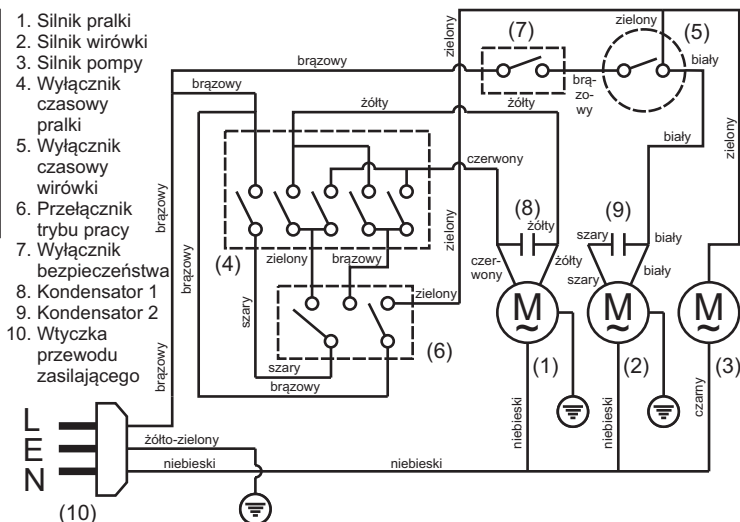 1. Silnik pralki
2. Silnik wirówki
3. Silnik pompy
4. Wyłącznik
czasowy
pralki
5. Wyłącznik
czasowy
wirówki
6. Przełącznik
trybu pracy
7. Wyłącznik
bezpieczeństwa
8. Kondensator 1
9. Kondensator 2
10. Wtyczka
przewodu
zasilającego
brązowy
brązowy
zielony
(7)
zielony
(5)
biały
brą-
zo-
wy
żółty
żółty
biały
zielony
czerwony
brązowy
brązowy
(4)
zielony
brązowy
zielony
szary
zielony
(6)
szary
brązowy
brązowy
(8)
żółty
czer-
wony
żółty
(9)
szary
biały
szary
biały
M
~
M
~
M
~
(1)
(2)
(3)
niebieski
niebieski
czarny
L
E
N
(10)
żółto-zielony
niebieski
niebieski